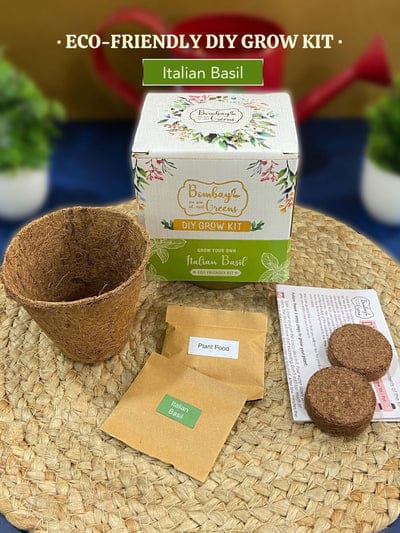 · ECO-FRIENDLY DIY GROW KIT ·
Italian Basil
Bombay
Greens
Bombay
Greens
DIY GROW KIT
GROW YOUR OWN
Italian Basil
ECO FRIENDLY KIT
Plant Food
Italian
Basil